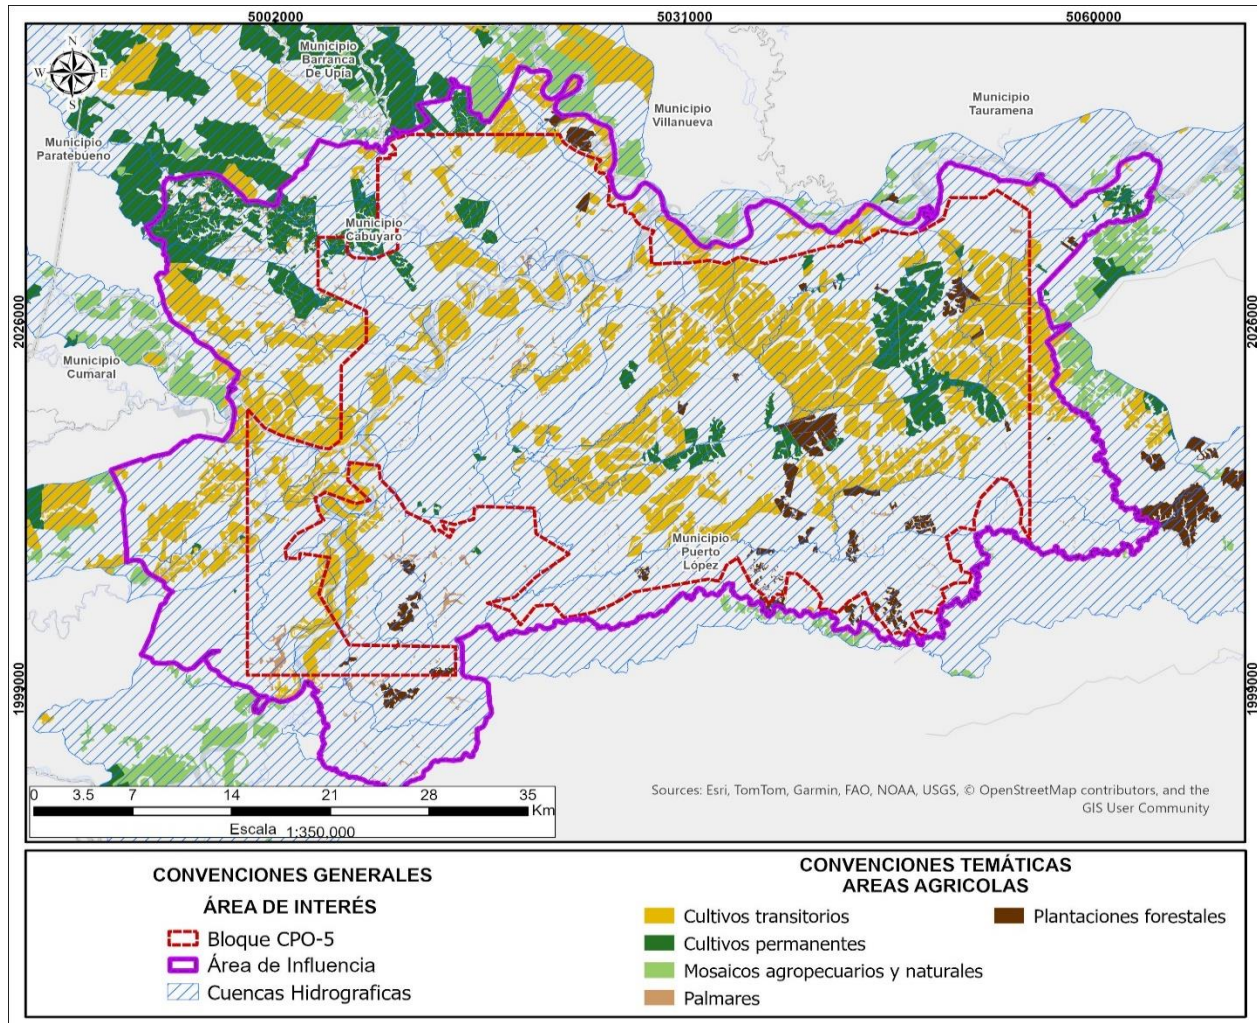 5002000
5031000
5060000
N
W
E
S
Municipio
Barranca
De Upia
Municipio
Villanueva
Municipio
Tauramena
Municipio
Paratebueno
Municipio
Cabuyaro
2026000
2026000
Municipio
Cumaral
Municipio
Puerto
López
1999000
1999000
0 3.5 7 14 21 28 35
Km
Escala 1:350,000
Sources: Esri, TomTom, Garmin, FAO, NOAA, USGS, © OpenStreetMap contributors, and the
GIS User Community
CONVENCIONES GENERALES
ÁREA DE INTERÉS
Bloque CPO-5
Área de Influencia
Cuencas Hidrograficas
CONVENCIONES TEMÁTICAS
AREAS AGRICOLAS
Cultivos transitorios
Cultivos permanentes
Mosaicos agropecuarios y naturales
Palmares
Plantaciones forestales